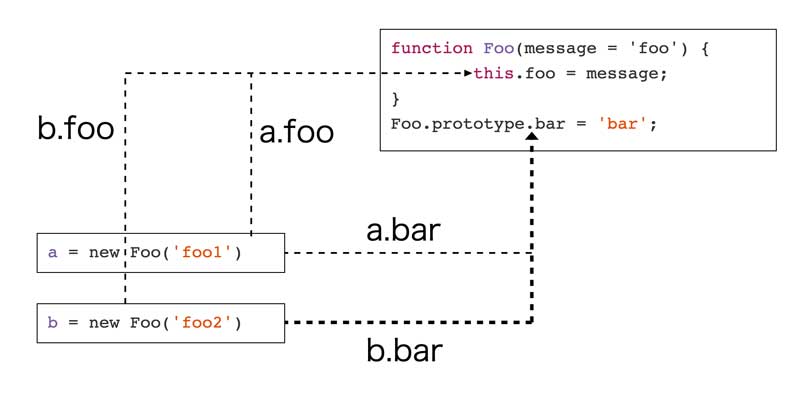 function Foo(message = 'foo') {
this.foo = message;
}
Foo.prototype.bar = 'bar';
b.foo
a.foo
a.bar
a = new Foo('foo1')
b = new Foo('foo2')
b.bar